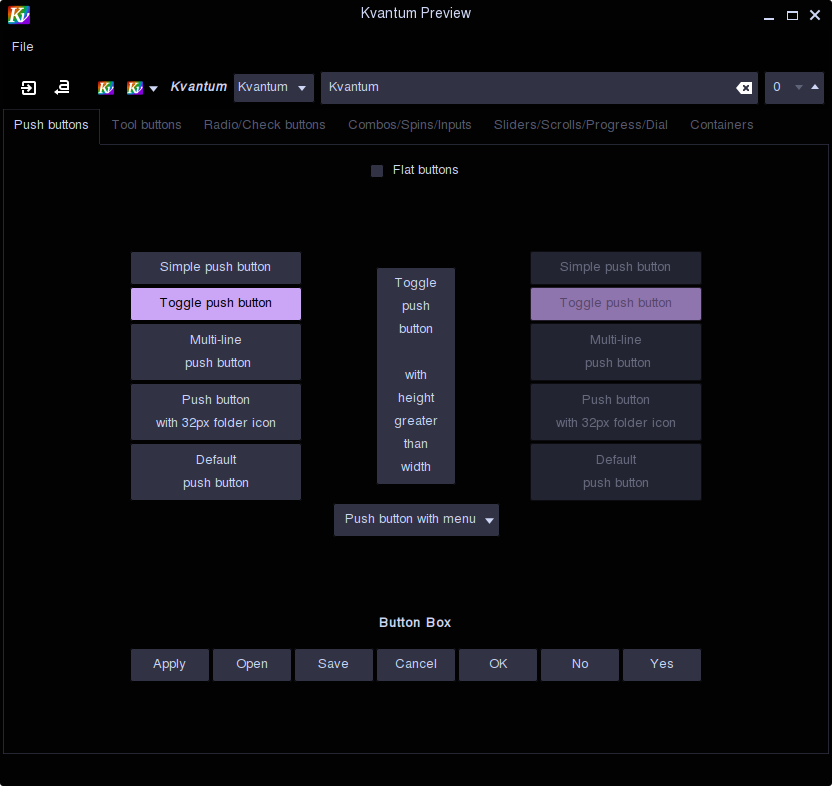 Kvantum Preview
File
Kvantum Kvantum Kvantum 0
Push buttons Tool buttons Radio/Check buttons Combos/Spins/Inputs Sliders/Scrolls/Progress/Dial Containers
Flat buttons
Simple push button
Toggle push button
Multi-line
push button
Push button
with 32px folder icon
Default
push button
Toggle
push
button
with
height
greater
than
width
Push button with menu
Simple push button
Toggle push button
Multi-line
push button
Push button
with 32px folder icon
Default
push button
Button Box
Apply Open Save Cancel OK No Yes